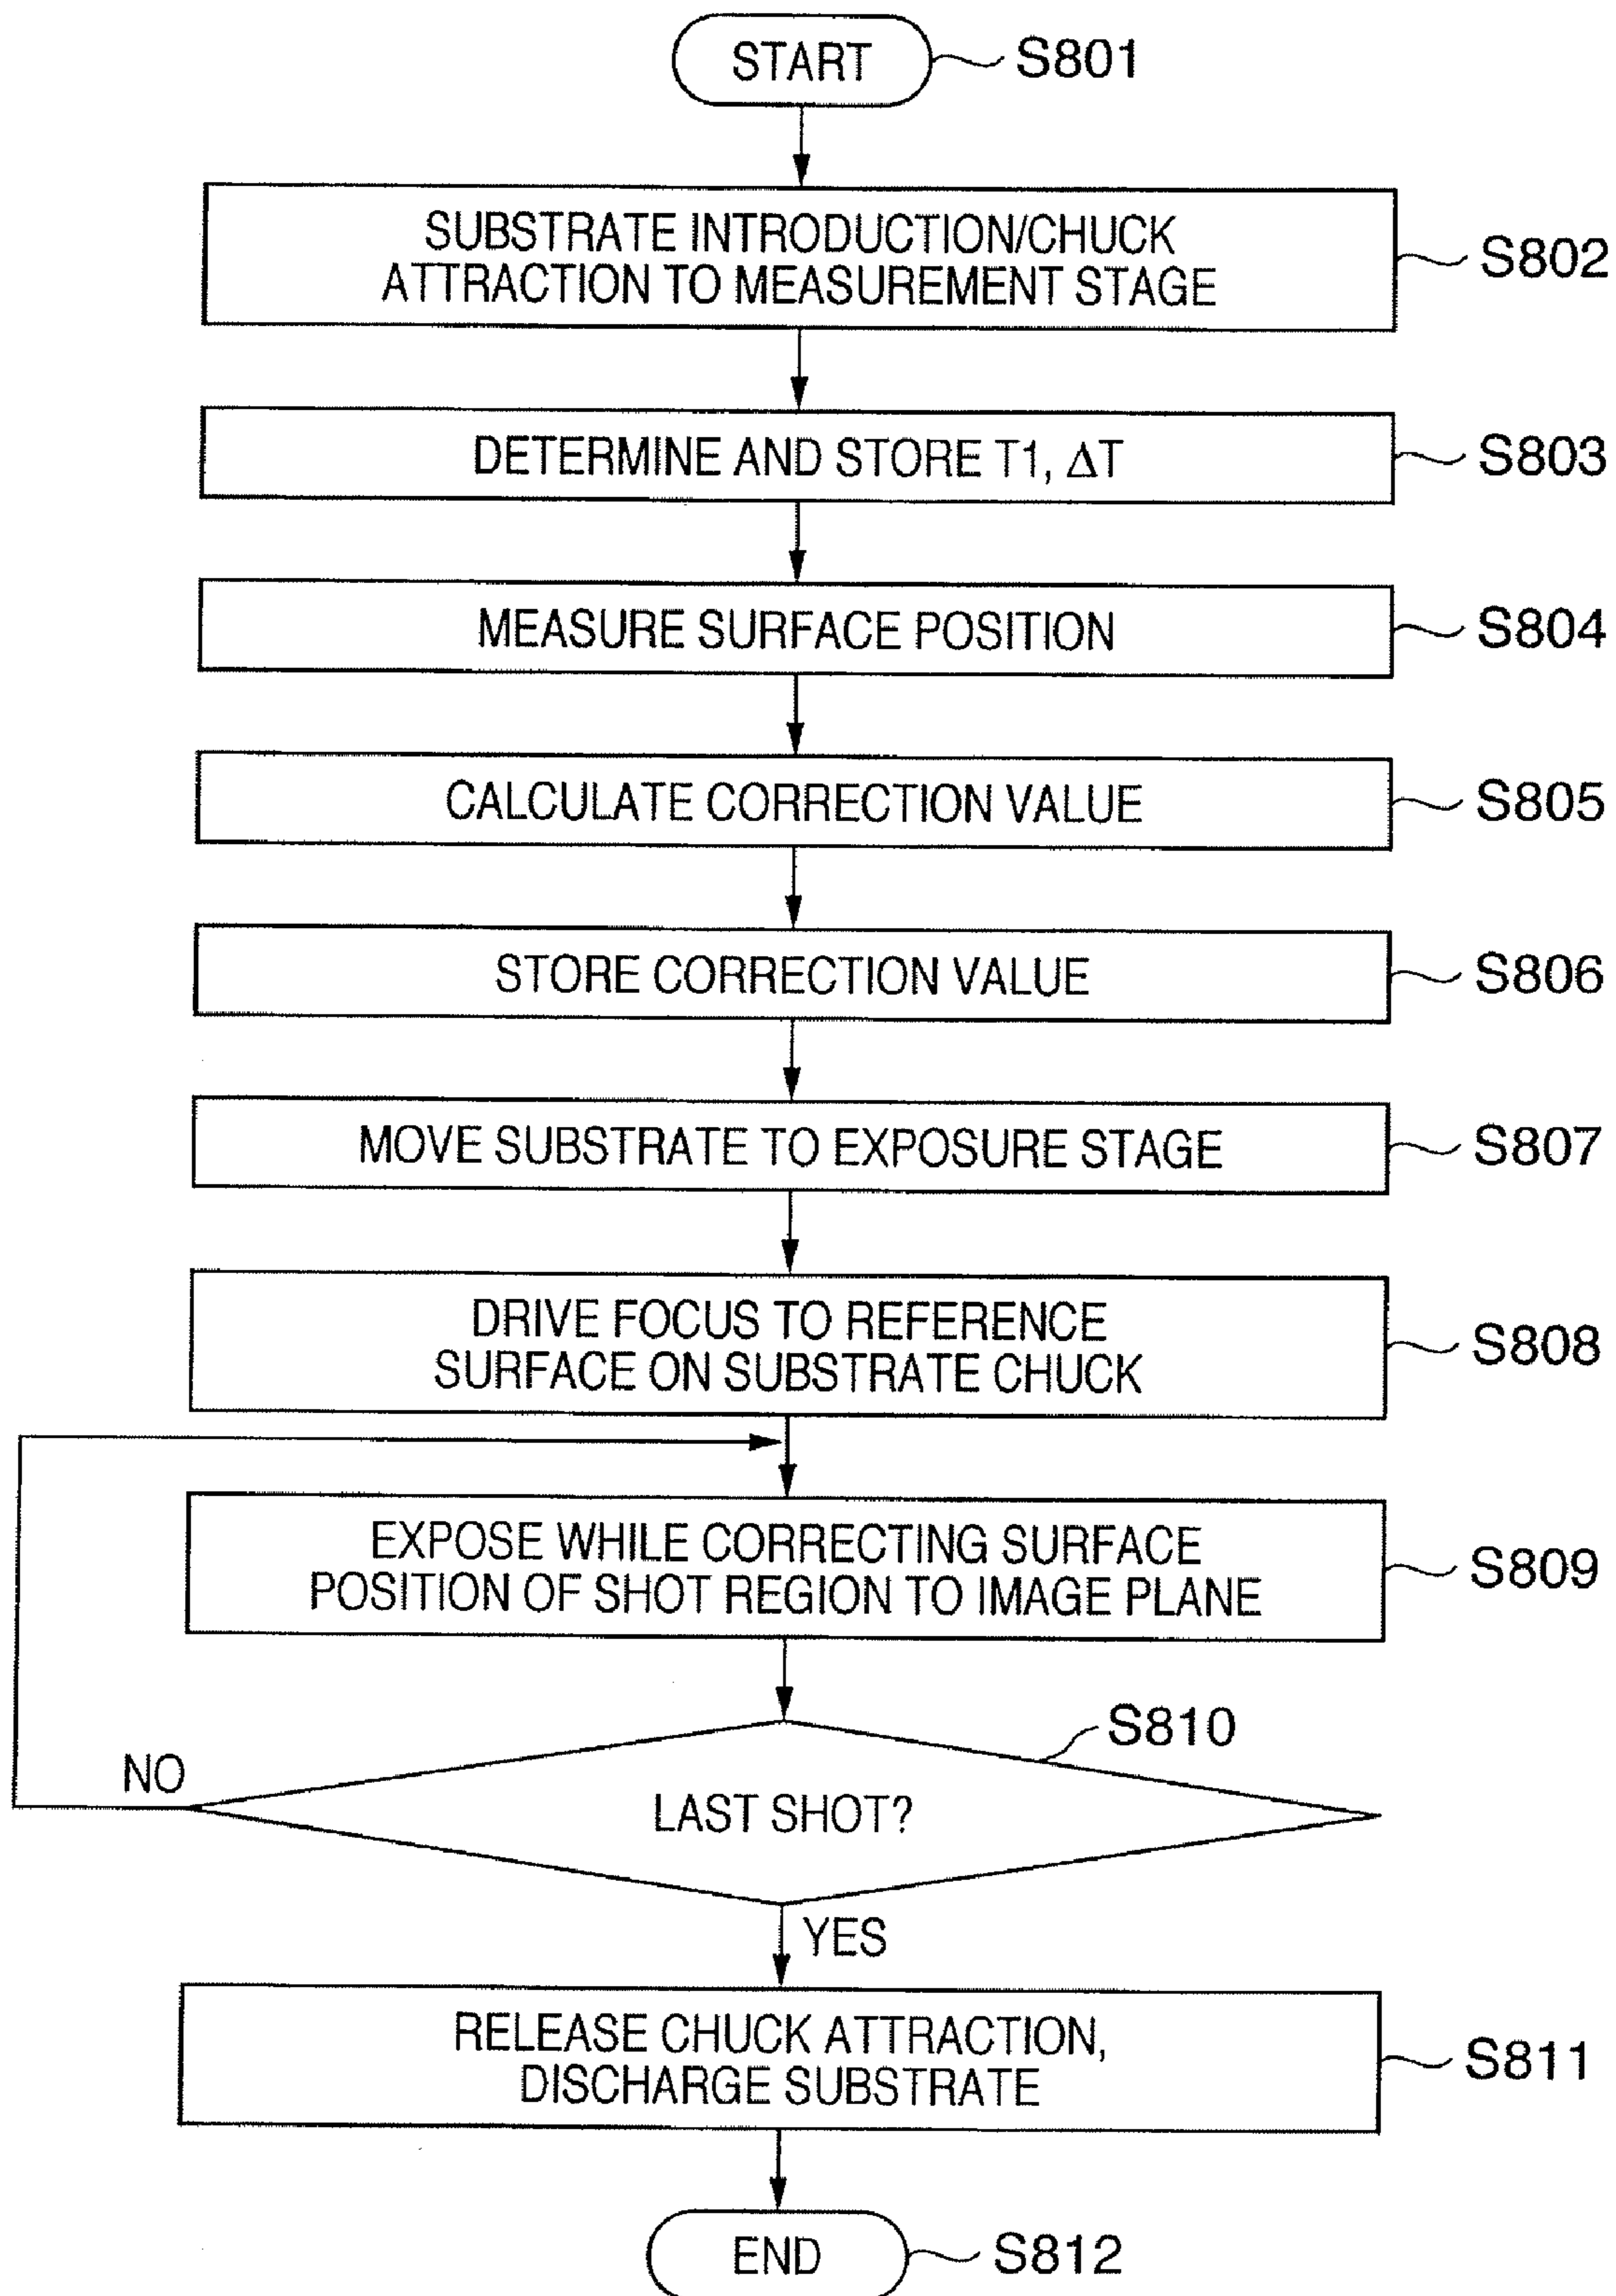 START
S801
SUBSTRATE INTRODUCTION/CHUCK
ATTRACTION TO MEASUREMENT STAGE
S802
DETERMINE AND STORE T1, ΔT
S803
MEASURE SURFACE POSITION
S804
CALCULATE CORRECTION VALUE
S805
STORE CORRECTION VALUE
S806
MOVE SUBSTRATE TO EXPOSURE STAGE
S807
DRIVE FOCUS TO REFERENCE
SURFACE ON SUBSTRATE CHUCK
S808
EXPOSE WHILE CORRECTING SURFACE
POSITION OF SHOT REGION TO IMAGE PLANE
S809
S810
NO
LAST SHOT?
YES
RELEASE CHUCK ATTRACTION,
DISCHARGE SUBSTRATE
S811
END
S812